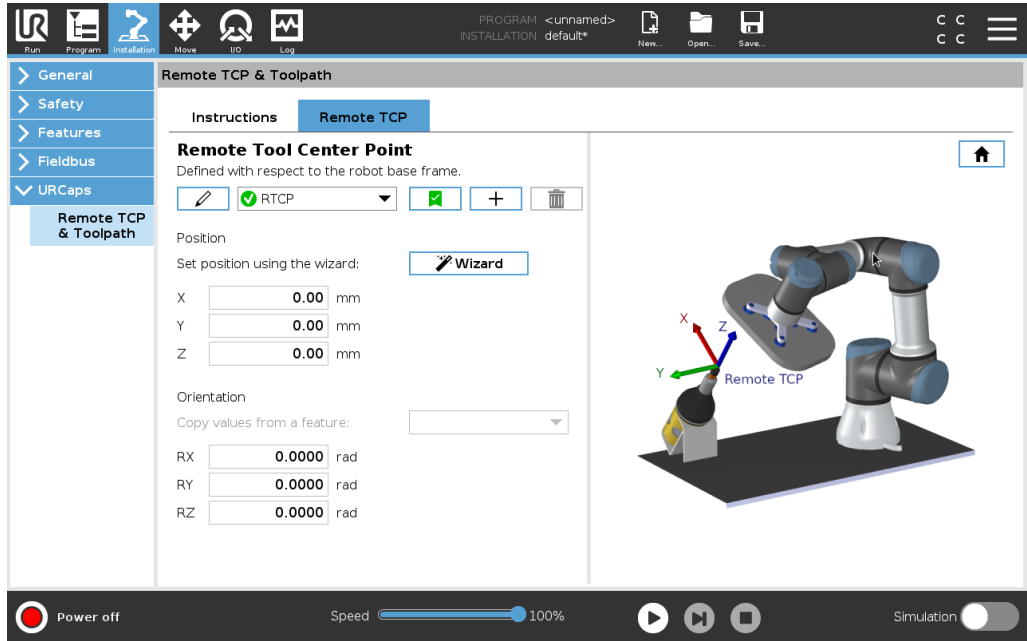 PROGRAM <unnamed>
INSTALLATION default*
UR
Run
Program
Installation
Move
I/O
Log
New...
Open...
Save...
C C
C C
General
Safety
Features
Fieldbus
URCaps
Remote TCP
& Toolpath
Remote TCP & Toolpath
Instructions
Remote TCP
Remote Tool Center Point
Defined with respect to the robot base frame.
RTCP
Position
Set position using the wizard:
Wizard
X 0.00 mm
Y 0.00 mm
Z 0.00 mm
Orientation
Copy values from a feature:
RX 0.0000 rad
RY 0.0000 rad
RZ 0.0000 rad
X
Z
Y
Remote TCP
Power off
Speed
100%
Simulation